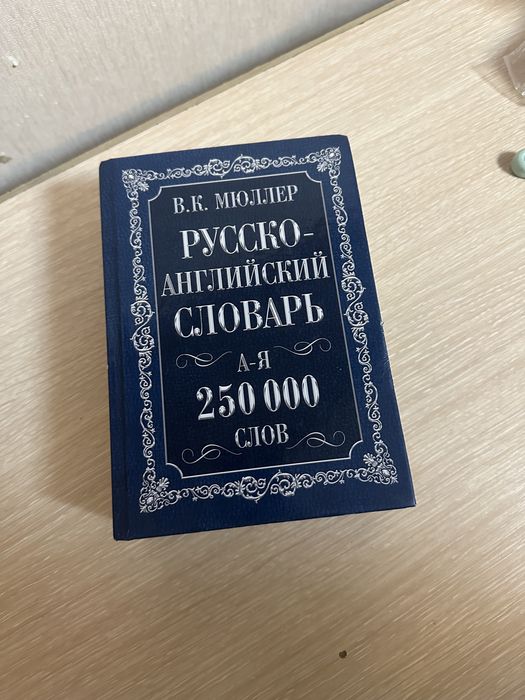 В.К. МЮЛЛЕР
РУССКО-
АНГЛИЙСКИЙ
СЛОВАРЬ
А-Я
250 000
СЛОВ